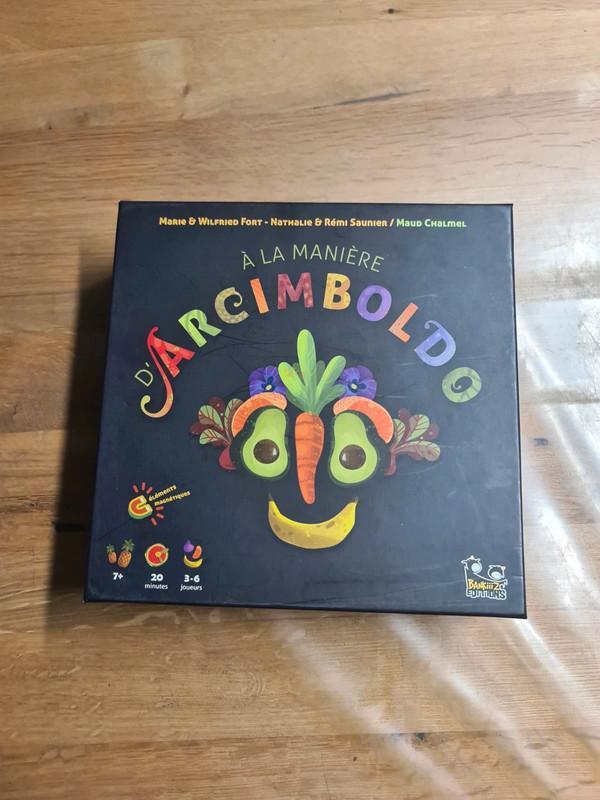 Marie & Wilfried Fort - Nathalie & Rémi Saunier / Maud Chalmel
À LA MANIÈRE
D'ARCIMBOLDO
éléments
magnétiques
7+
20
minutes
3-6
joueurs
BANKiiiZ
EDITIONS